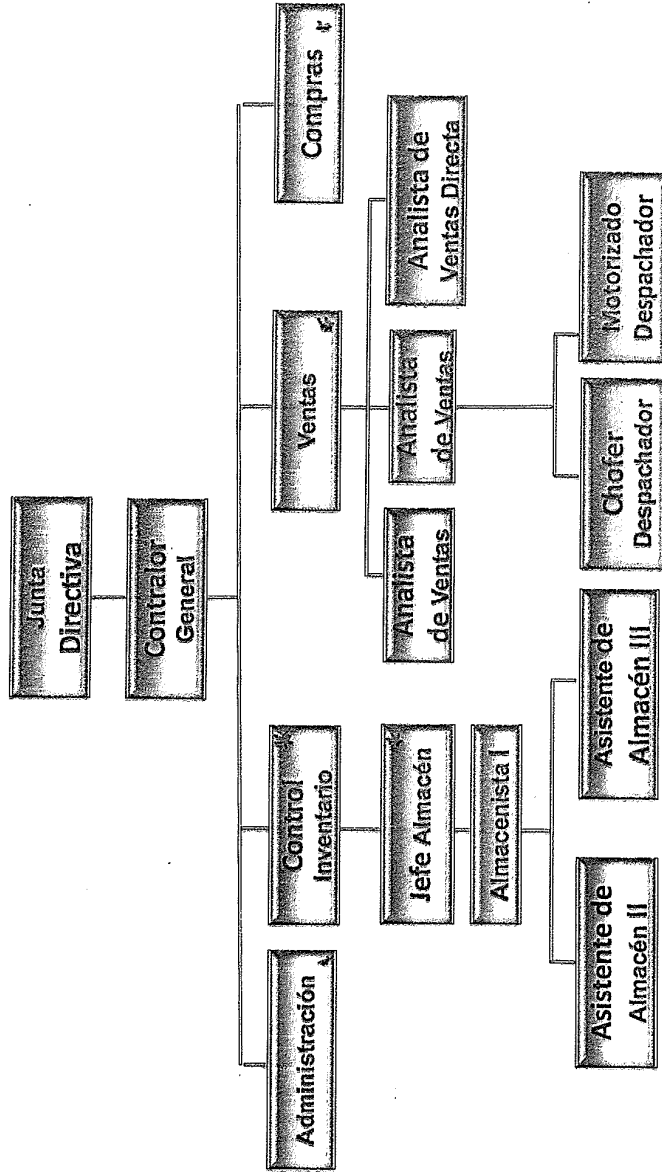 Junta
Directiva
Contralor
General
Administración
Control
Inventario
Ventas
Compras
Jefe Almacén
Analista
de Ventas
Analista
de Ventas
Analista de
Ventas Directa
Almacenista I
Asistente de
Almacén II
Asistente de
Almacén III
Chofer
Despachador
Motorizado
Despachador